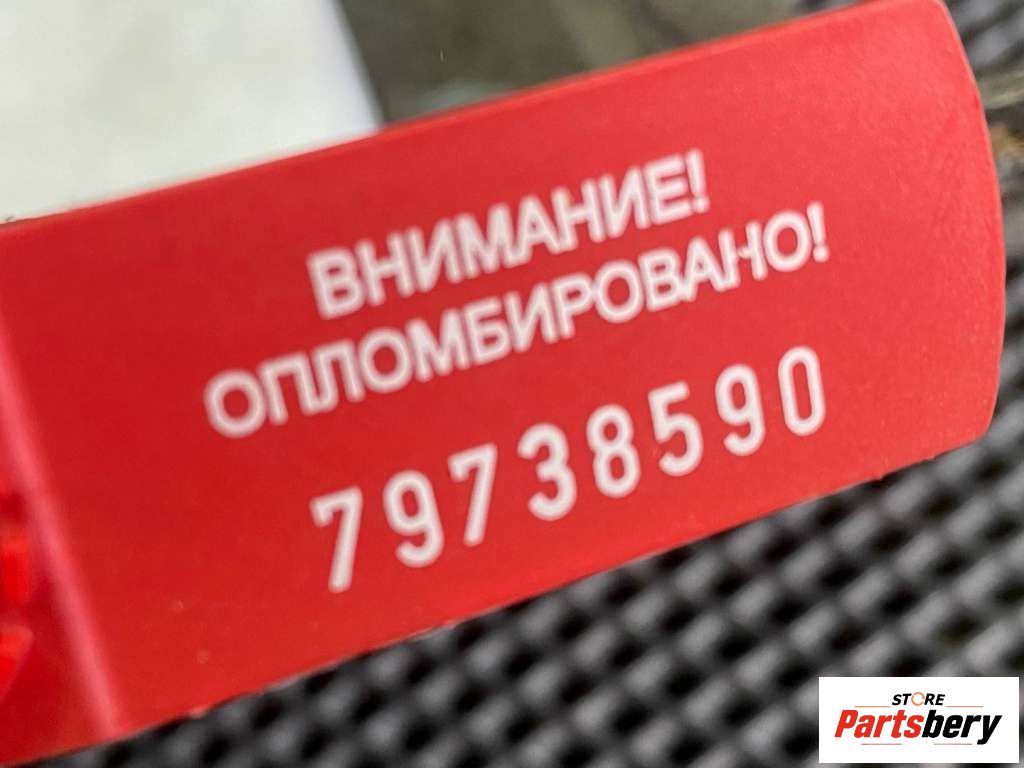 ВНИМАНИЕ!
ОПЛОМБИРОВАНО!
79738590
STORE
Partsbery